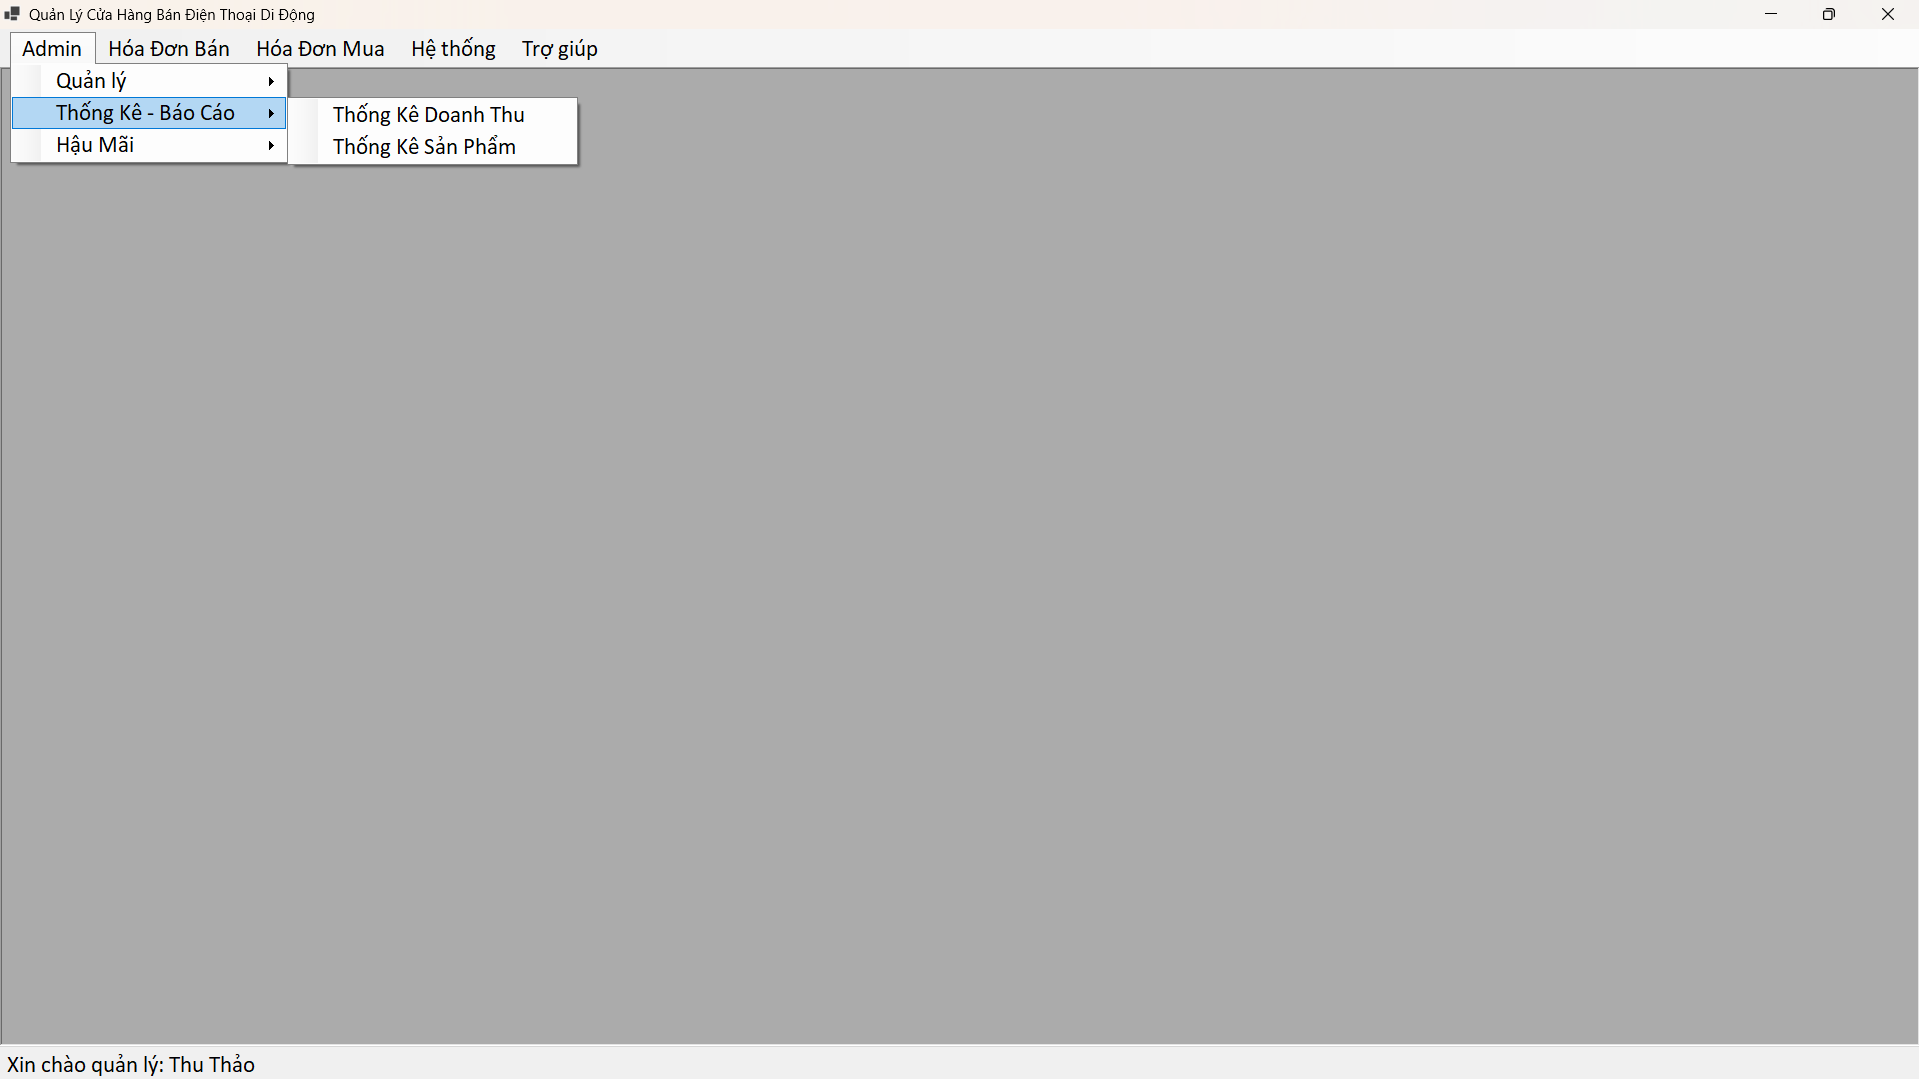 Quản Lý Cửa Hàng Bán Điện Thoại Di Động
Admin Hóa Đơn Bán Hóa Đơn Mua Hệ thống Trợ giúp
Quản lý
Thống Kê - Báo Cáo
Hậu Mãi
Thống Kê Doanh Thu
Thống Kê Sản Phẩm
Xin chào quản lý: Thu Thảo